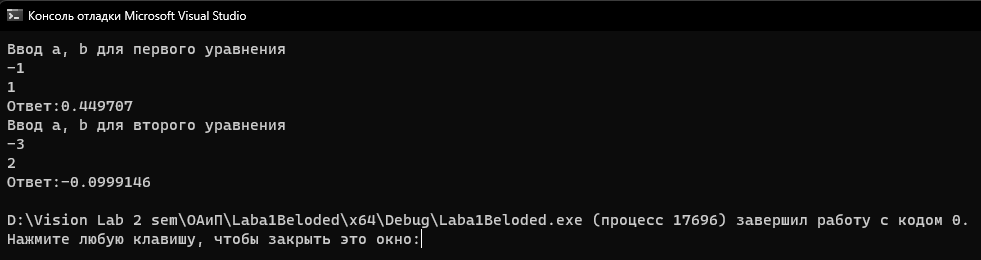 Консоль отладки Microsoft Visual Studio
Ввод a, b для первого уравнения
-1
1
Ответ:0.449707
Ввод a, b для второго уравнения
-3
2
Ответ:-0.0999146
D:\Vision Lab 2 sem\ОАиП\Laba1Beloded\x64\Debug\Laba1Beloded.exe (процесс 17696) завершил работу с кодом 0.
Нажмите любую клавишу, чтобы закрыть это окно: